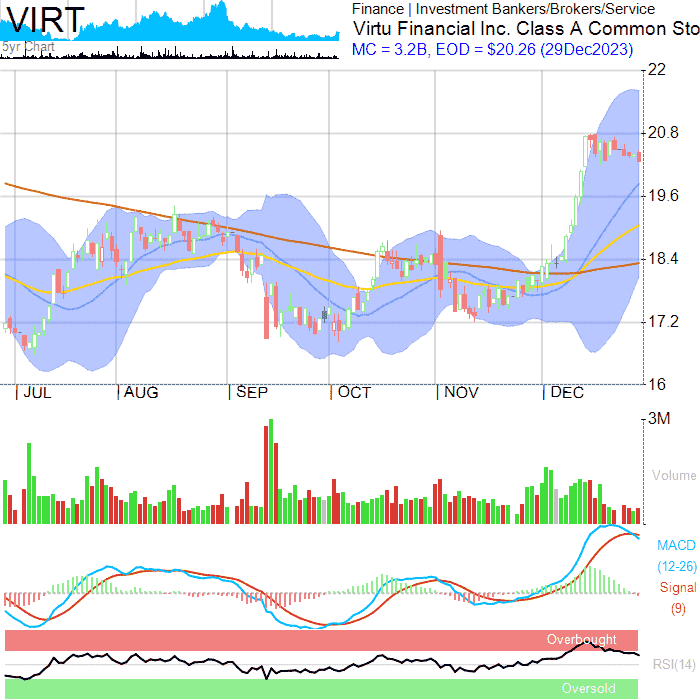 VIRT
5yr Chart
Finance | Investment Bankers/Brokers/Service
Virtu Financial Inc. Class A Common Sto
MC = 3.2B, EOD = $20.26 (29Dec2023)
22
20.8
19.6
18.4
17.2
16
JUL AUG SEP OCT NOV DEC
3M
Volume
MACD
(12-26)
Signal
(9)
Overbought
RSI(14)
Oversold